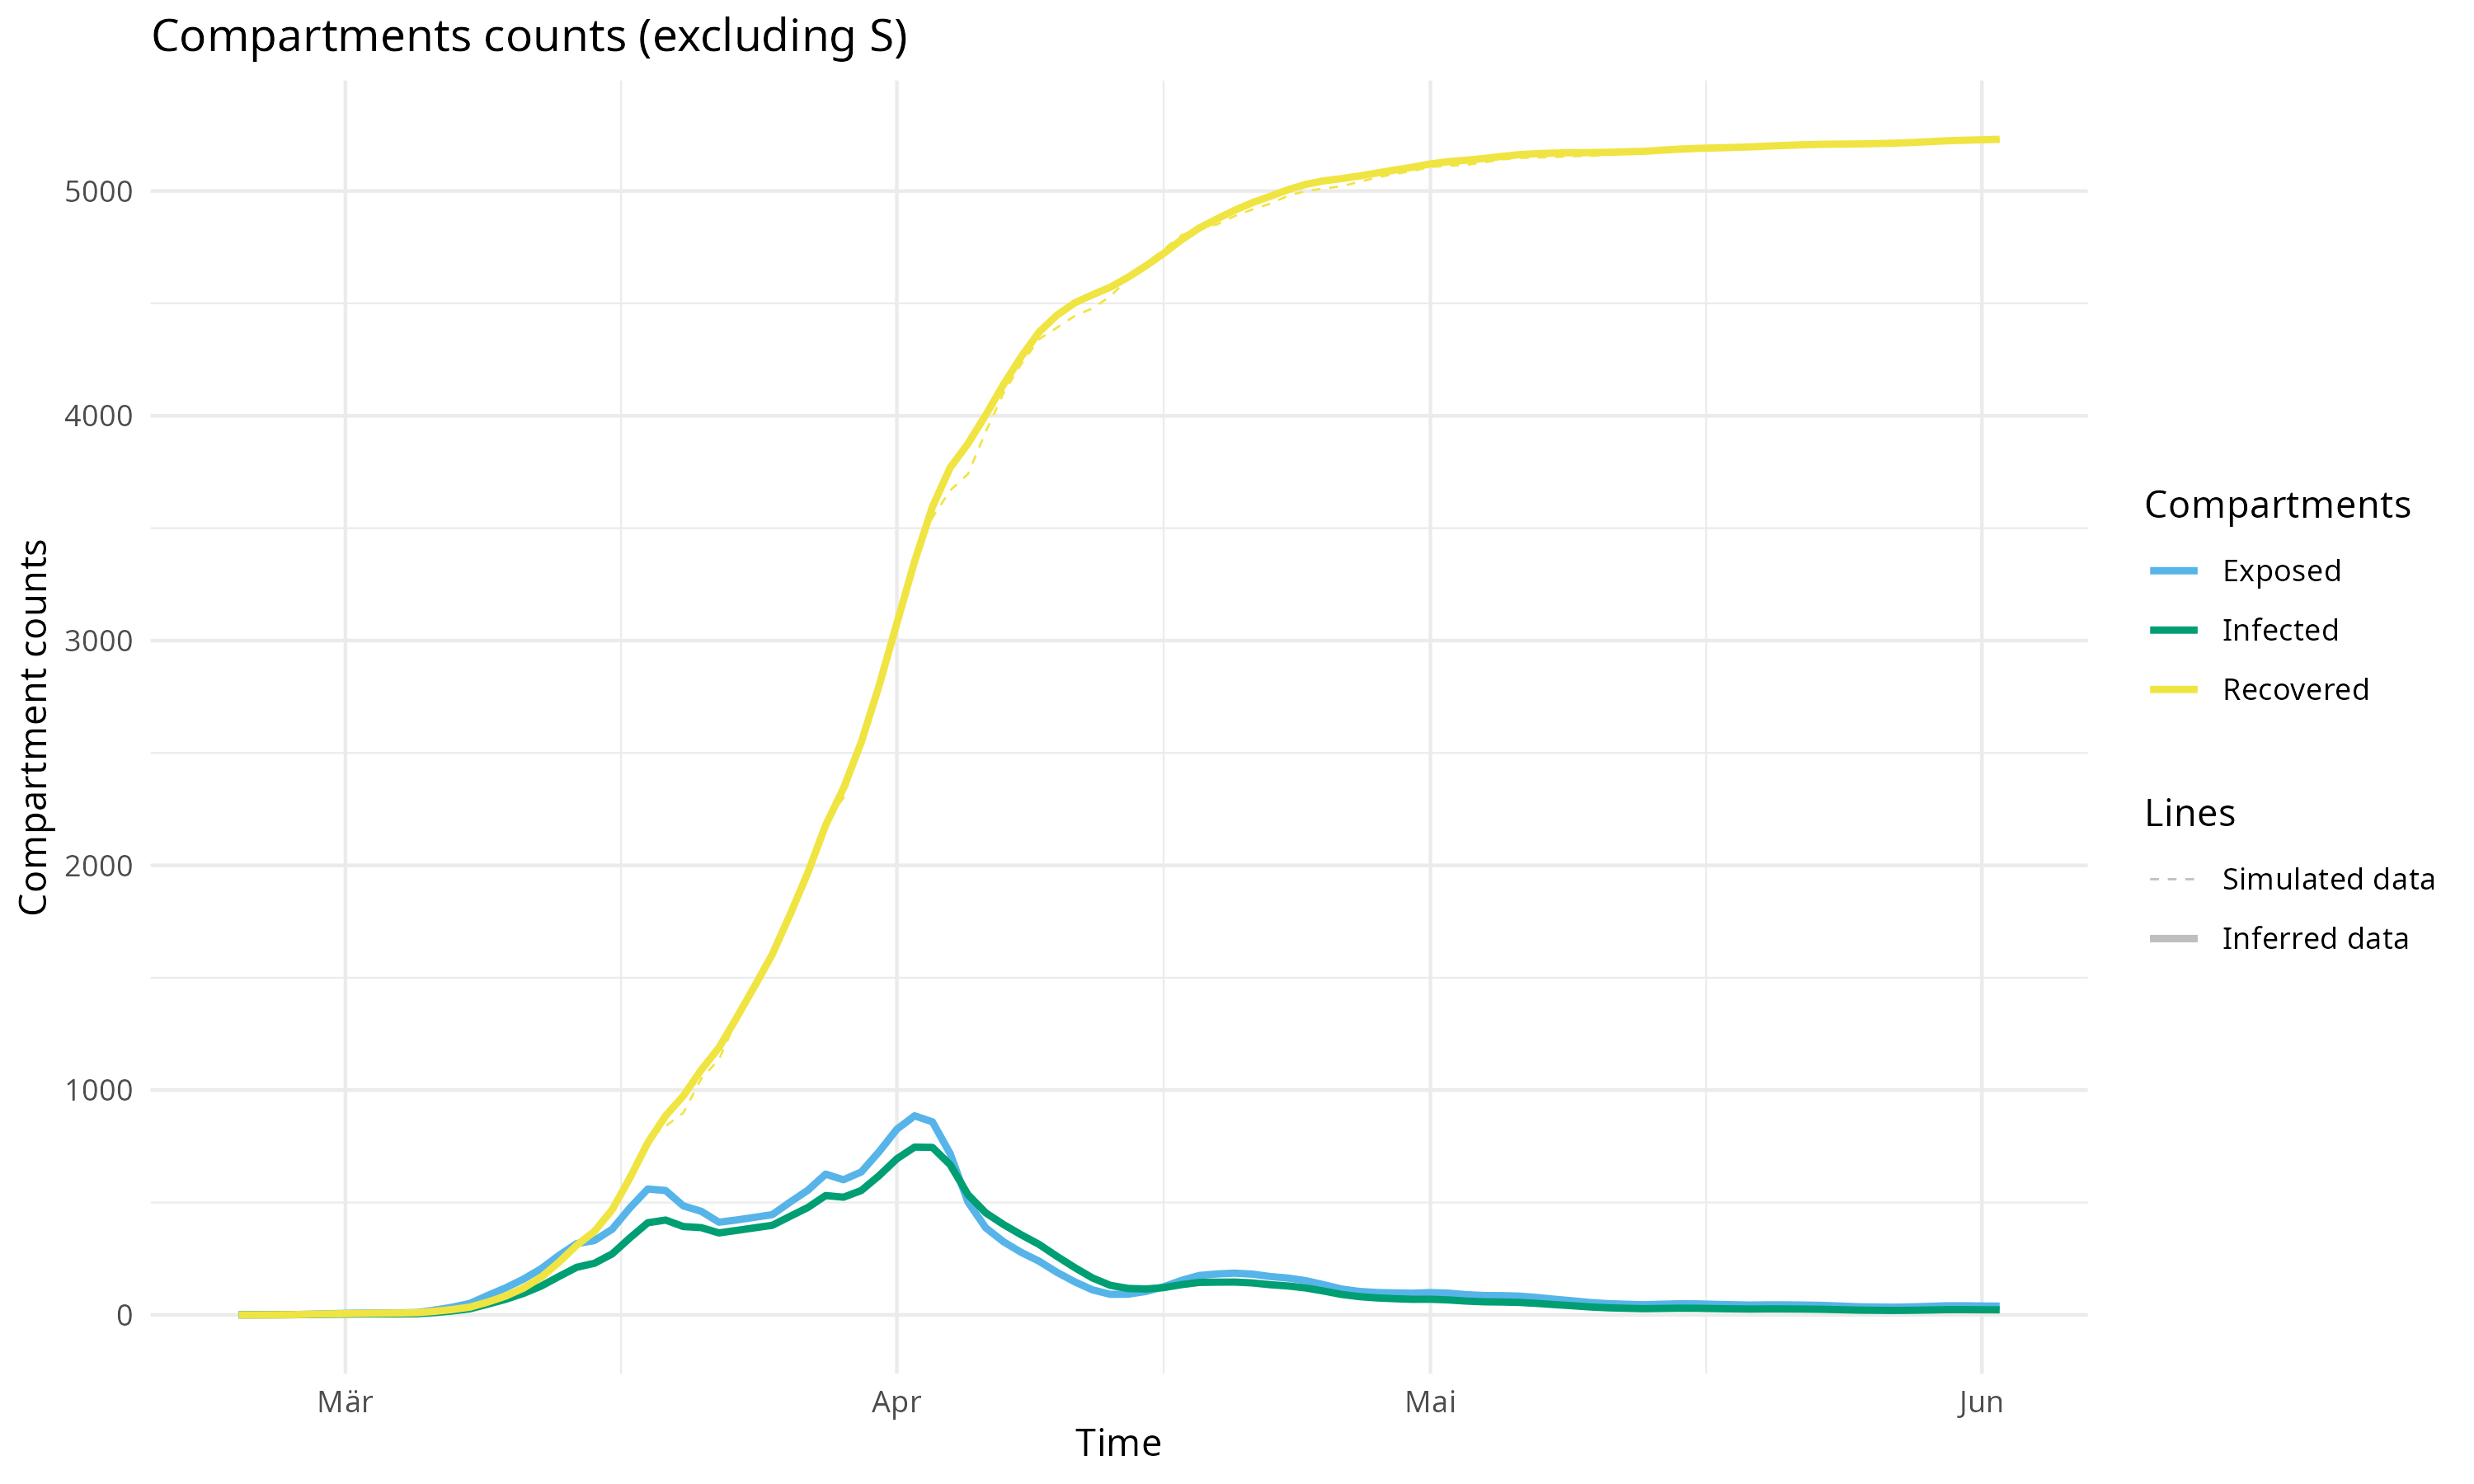 Compartments counts (excluding S)
Compartment counts
5000
4000
3000
2000
1000
0
Mär
Apr
Mai
Jun
Time
Compartments
Exposed
Infected
Recovered
Lines
Simulated data
Inferred data